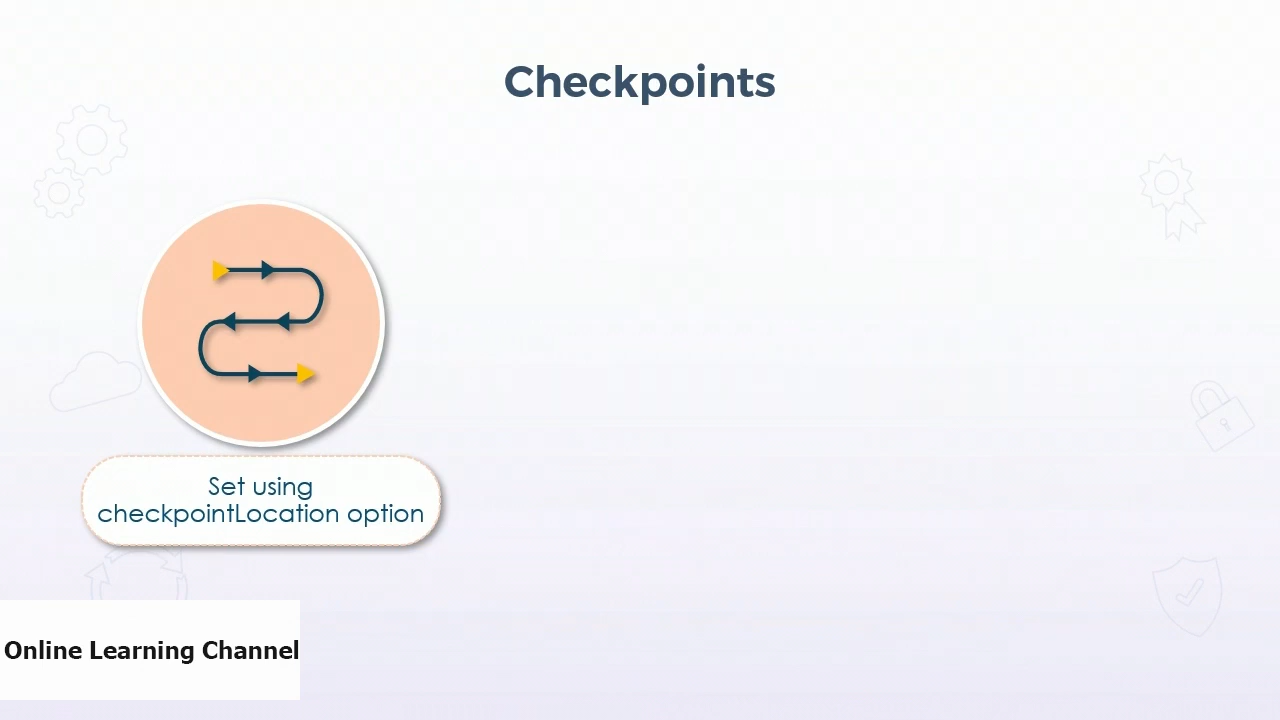 Checkpoints
Set using
checkpointLocation option
Online Learning Channel